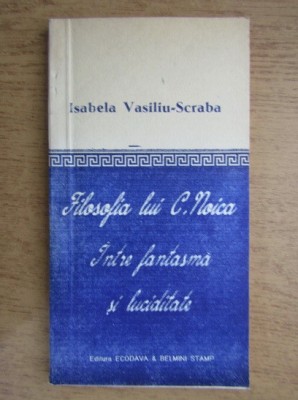 Isabela Vasiliu-Scraba
Filosofia lui C. Noica
Între fantasmă
și luciditate
Editura ECODAVA & BELMINI STAMP